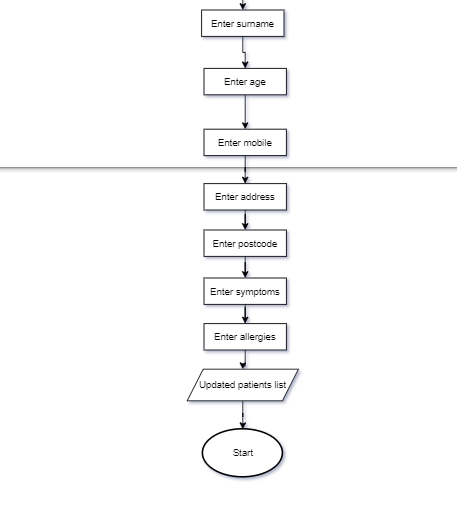 Enter surname
Enter age
Enter mobile
Enter address
Enter postcode
Enter symptoms
Enter allergies
Updated patients list
Start